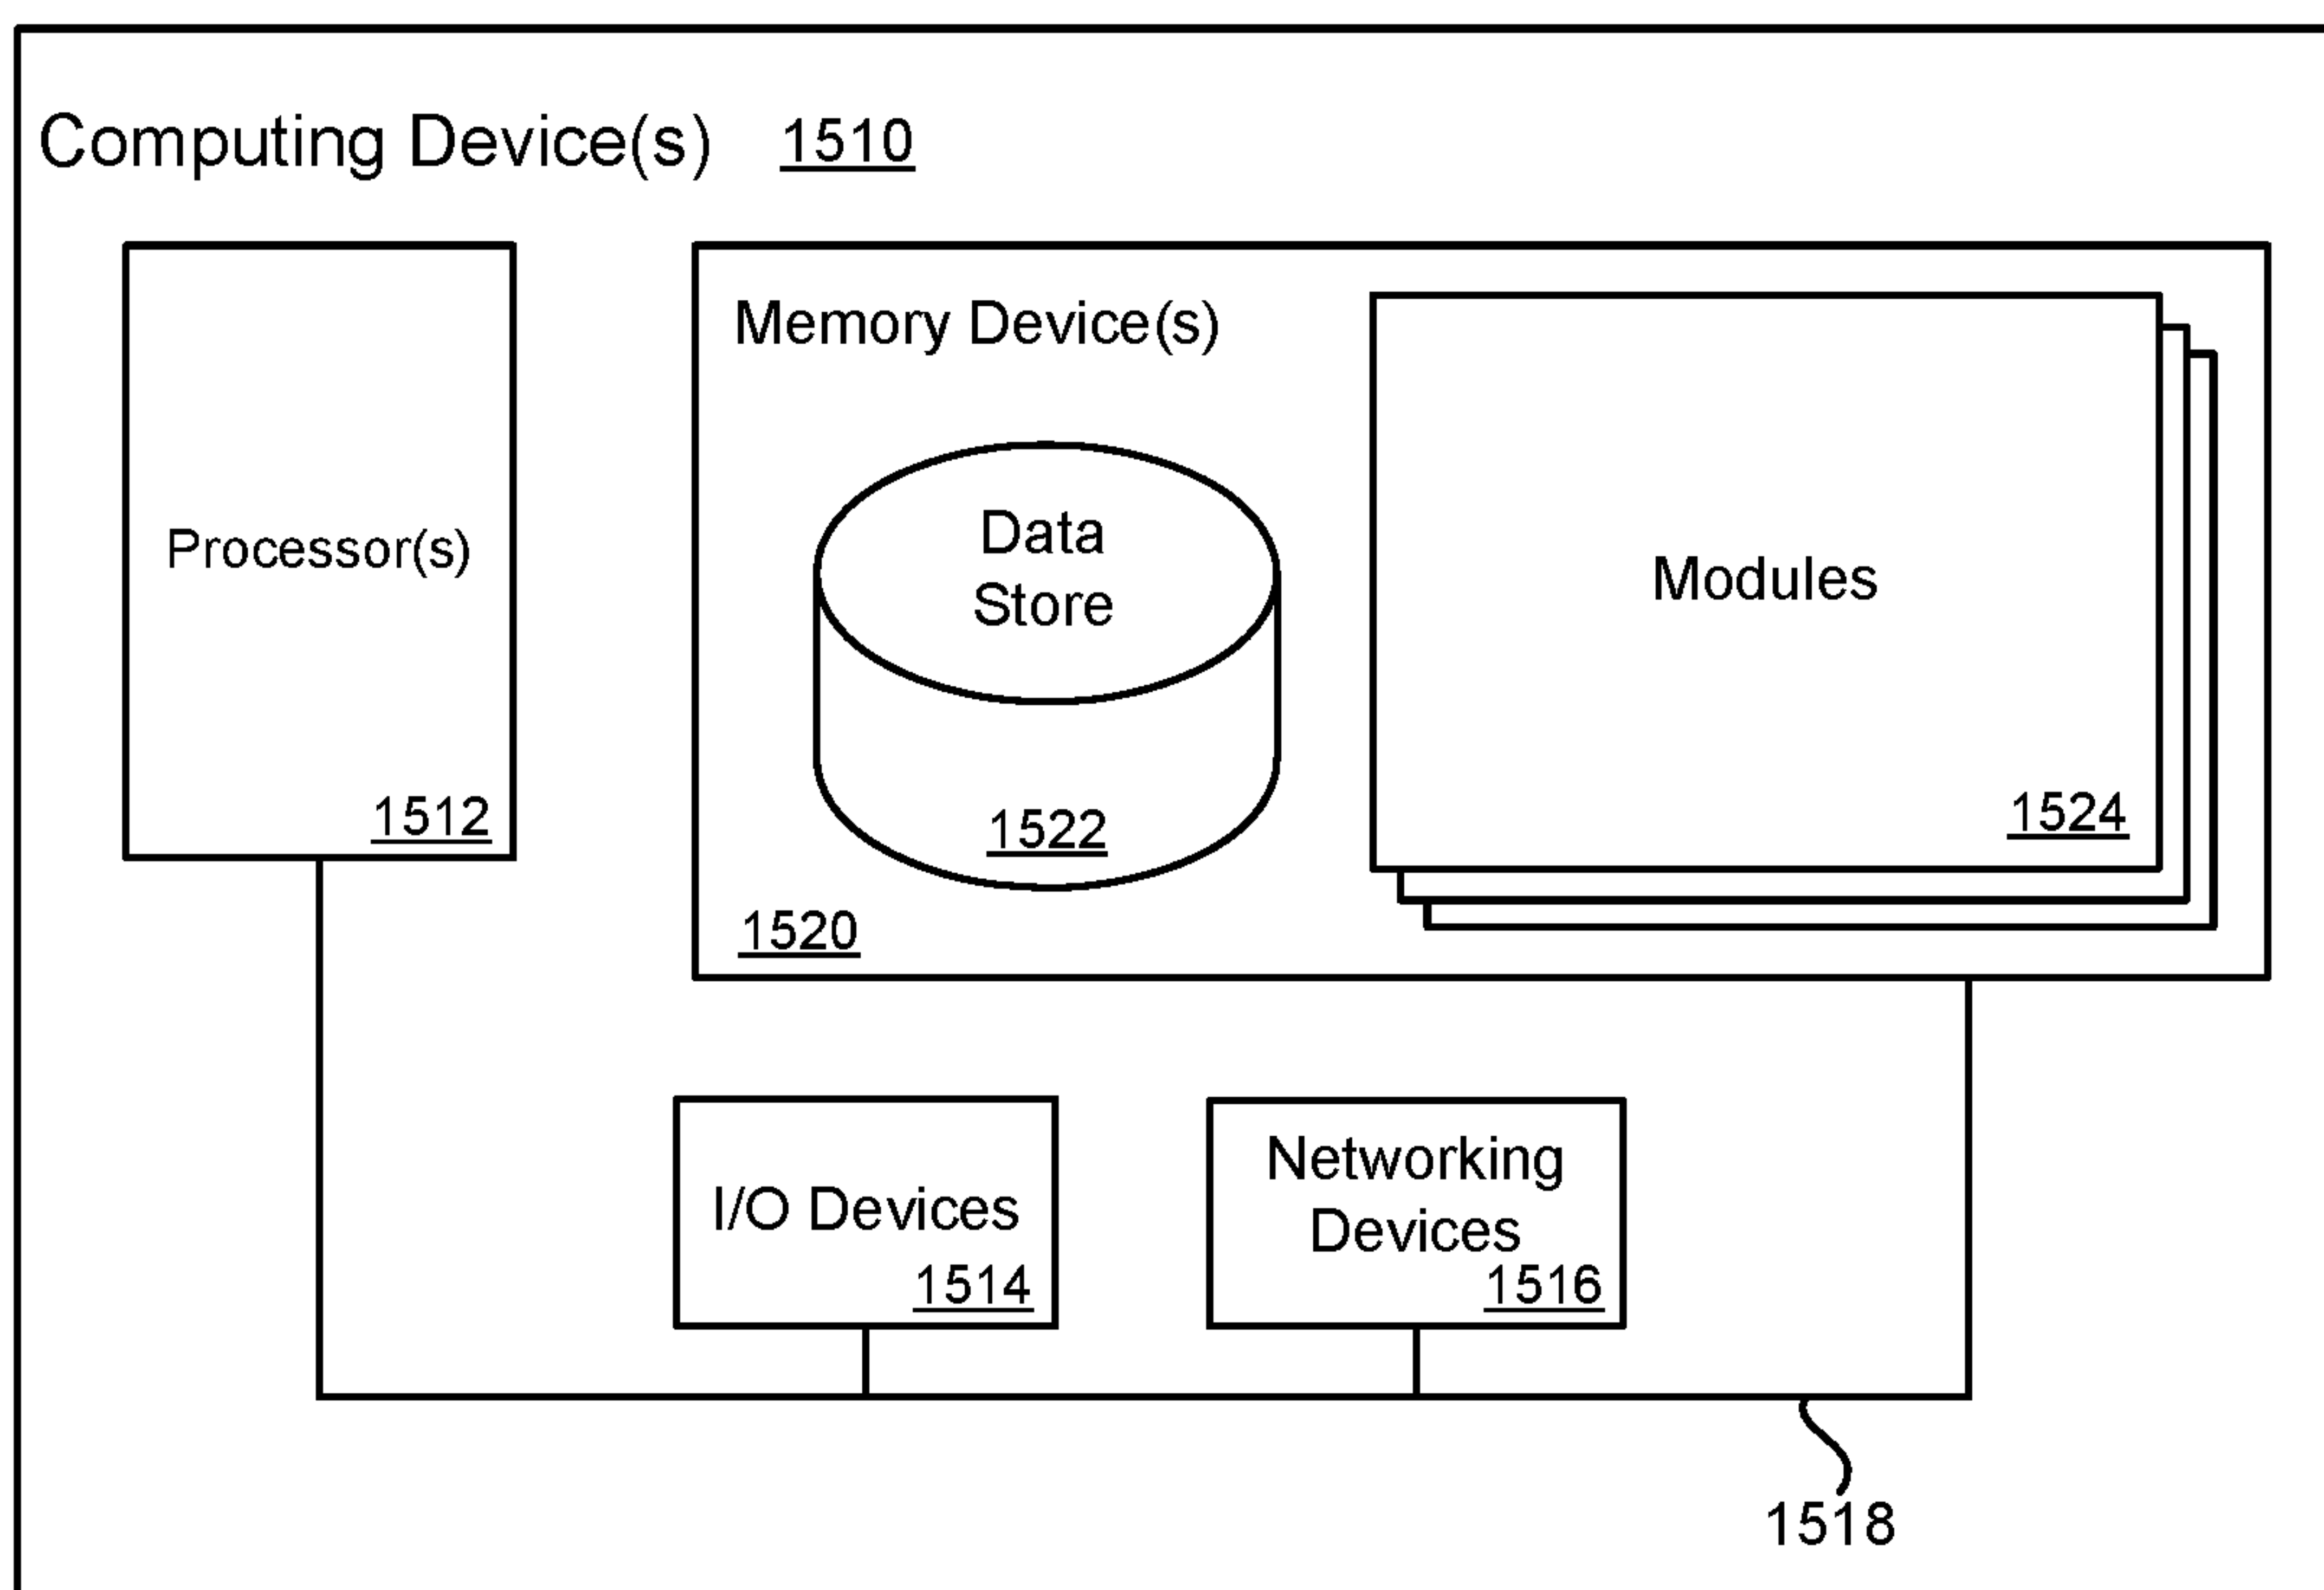 Computing Device(s) 1510
Processor(s)
1512
Memory Device(s)
Data
Store
1522
1520
Modules
1524
I/O Devices
1514
Networking
Devices
1516
1518